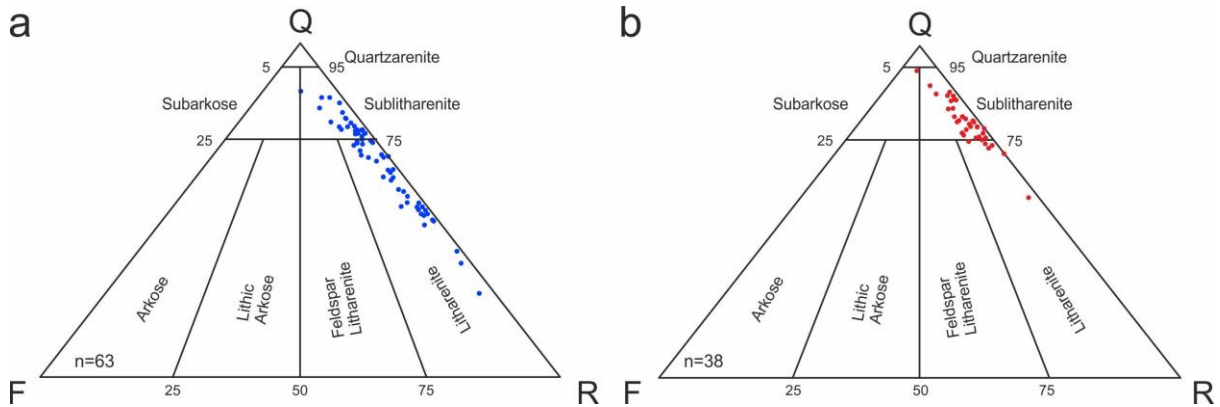 a
Q
5
95
Quartzarenite
Subarkose
Sublitharenite
25
75
Arkose
Lithic
Arkose
Feldspar
Litharenite
Litharenite
n=63
F
25
50
75
R
b
Q
5
95
Quartzarenite
Subarkose
Sublitharenite
25
75
Arkose
Lithic
Arkose
Feldspar
Litharenite
Litharenite
n=38
F
25
50
75
R